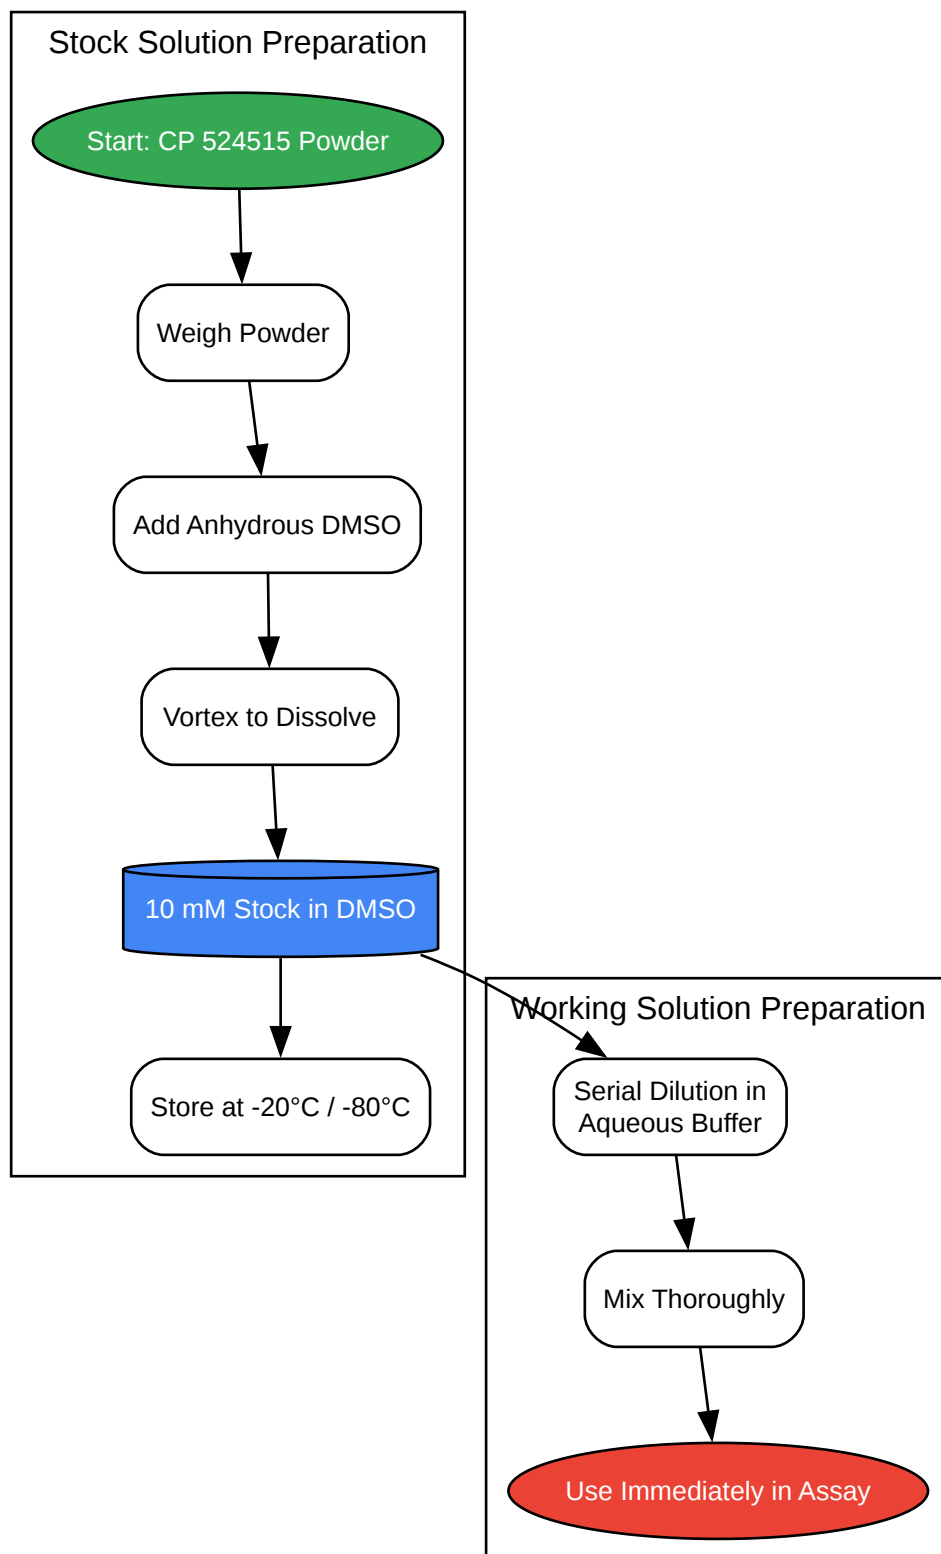 Stock Solution Preparation
Start: CP 524515 Powder
Weigh Powder
Add Anhydrous DMSO
Vortex to Dissolve
10 mM Stock in DMSO
Store at -20°C / -80°C
Working Solution Preparation
Serial Dilution in
Aqueous Buffer
Mix Thoroughly
Use Immediately in Assay